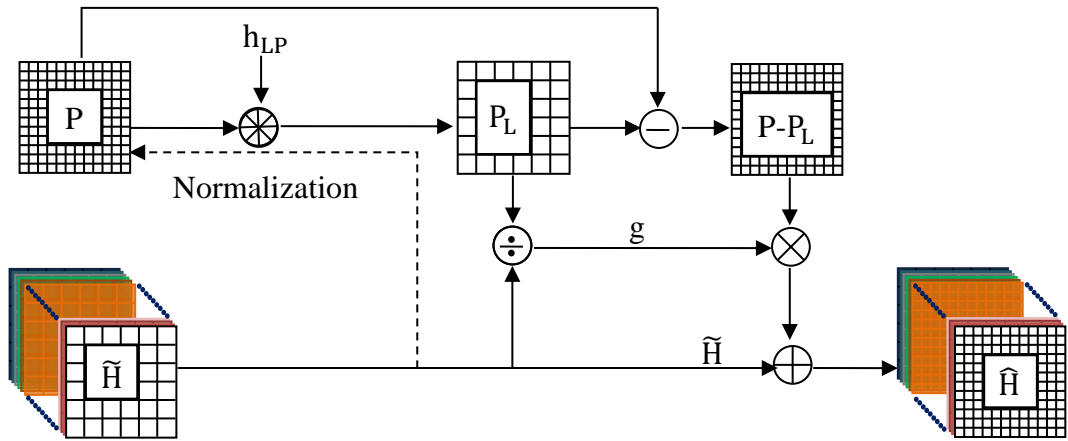 h_LP
P
P_L
P-P_L
Normalization
÷
g
H̃
H̃
Ĥ